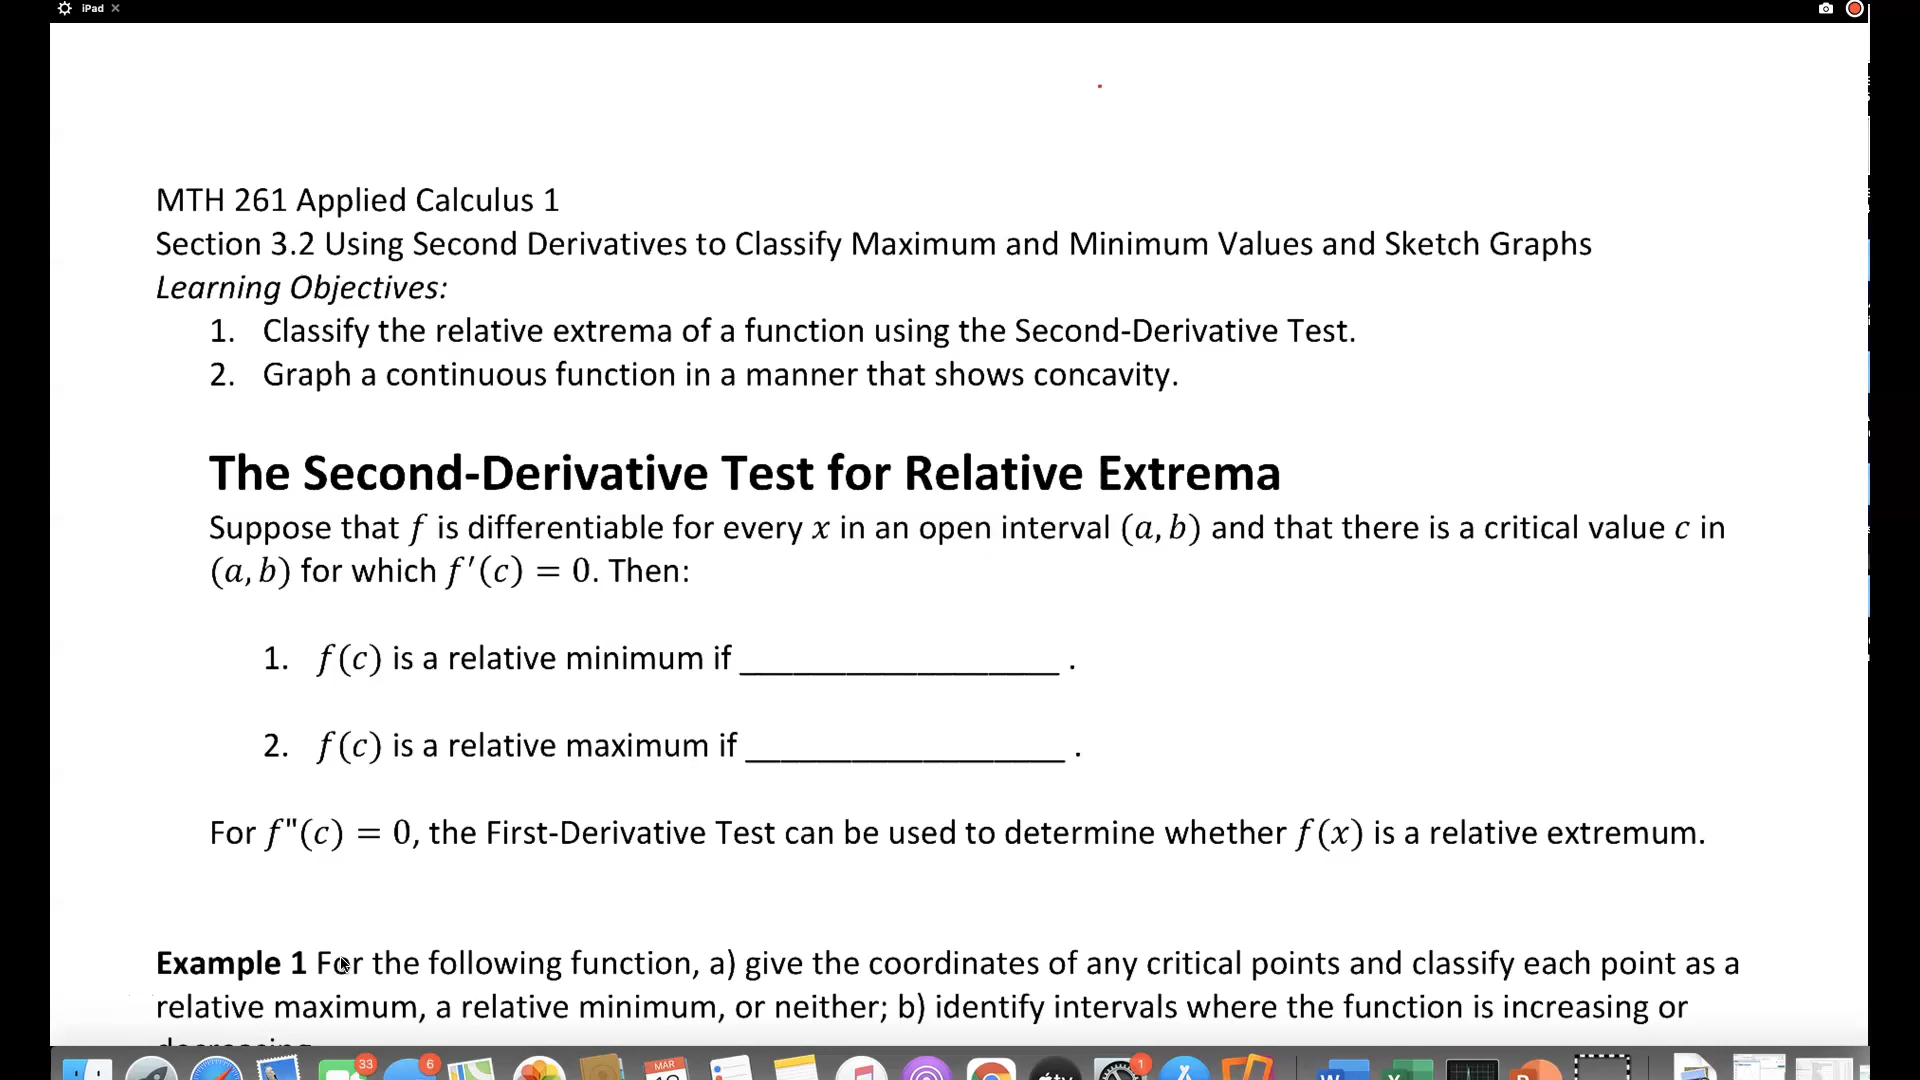 iPad
MTH 261 Applied Calculus 1
Section 3.2 Using Second Derivatives to Classify Maximum and Minimum Values and Sketch Graphs
Learning Objectives:
1. Classify the relative extrema of a function using the Second-Derivative Test.
2. Graph a continuous function in a manner that shows concavity.
The Second-Derivative Test for Relative Extrema
Suppose that f is differentiable for every x in an open interval (a, b) and that there is a critical value c in
(a, b) for which f'(c) = 0. Then:
1. f(c) is a relative minimum if __________________ .
2. f(c) is a relative maximum if __________________ .
For f"(c) = 0, the First-Derivative Test can be used to determine whether f(x) is a relative extremum.
Example 1 For the following function, a) give the coordinates of any critical points and classify each point as a
relative maximum, a relative minimum, or neither; b) identify intervals where the function is increasing or
33 6 MAR 1